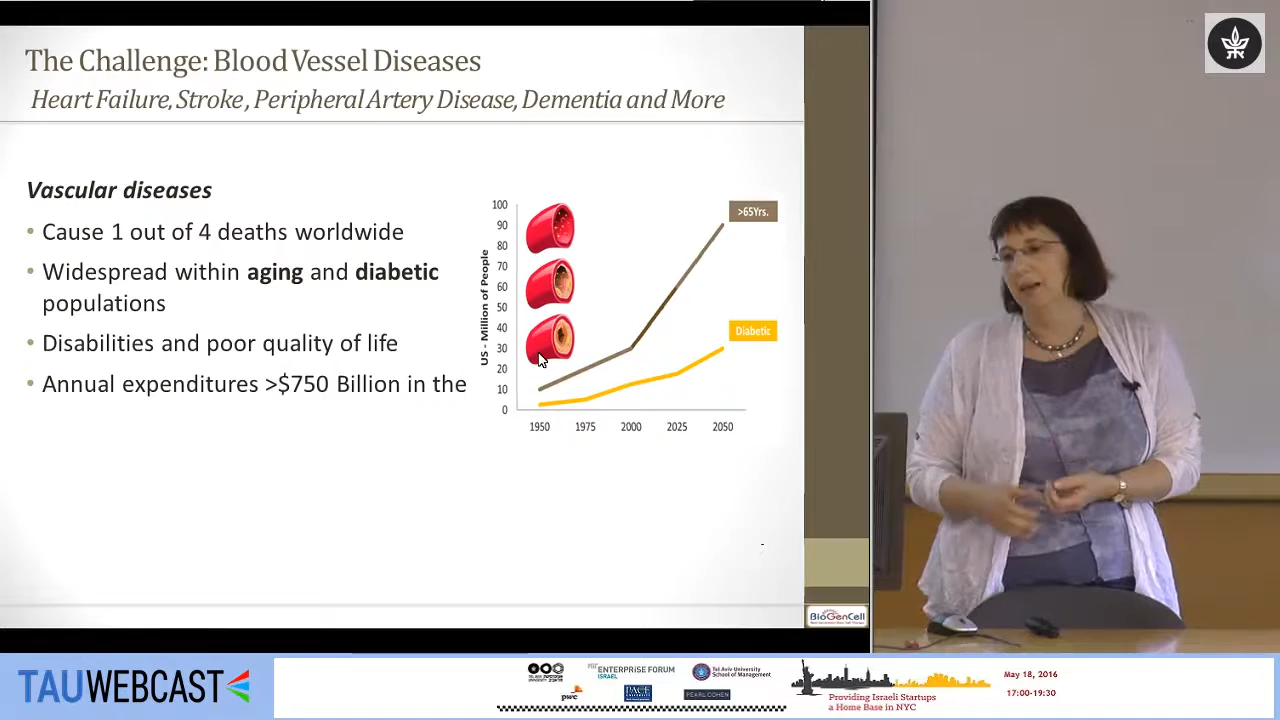 The Challenge: Blood Vessel Diseases
Heart Failure, Stroke , Peripheral Artery Disease, Dementia and More
Vascular diseases
• Cause 1 out of 4 deaths worldwide
• Widespread within aging and diabetic
populations
• Disabilities and poor quality of life
• Annual expenditures >$750 Billion in the
US - Million of People
100
90
80
70
60
50
40
30
20
10
0
1950 1975 2000 2025 2050
>65Yrs.
Diabetic
BioGenCell
TAUWEBCAST
ENTERPRISE FORUM
ISRAEL
Tel Aviv University
School of Management
pwc
PACE
PEARL COHEN
Providing Israeli Startups
a Home Base in NYC
May 18, 2016
17:00-19:30